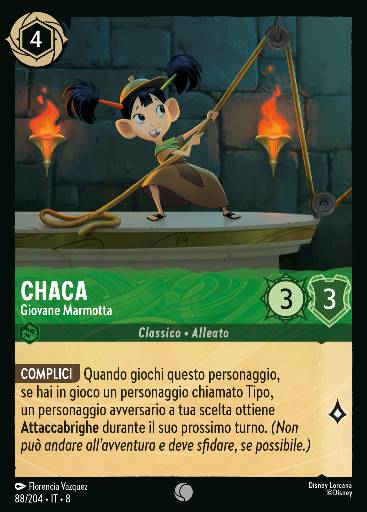 4
CHACA
Giovane Marmotta
3
3
Classico • Alleato
COMPLICI Quando giochi questo personaggio,
se hai in gioco un personaggio chiamato Tipo,
un personaggio avversario a tua scelta ottiene
Attaccabrighe durante il suo prossimo turno. (Non
può andare all'avventura e deve sfidare, se possibile.)
Florencia Vazquez
88/204 • IT • 8
Disney Lorcana
©Disney